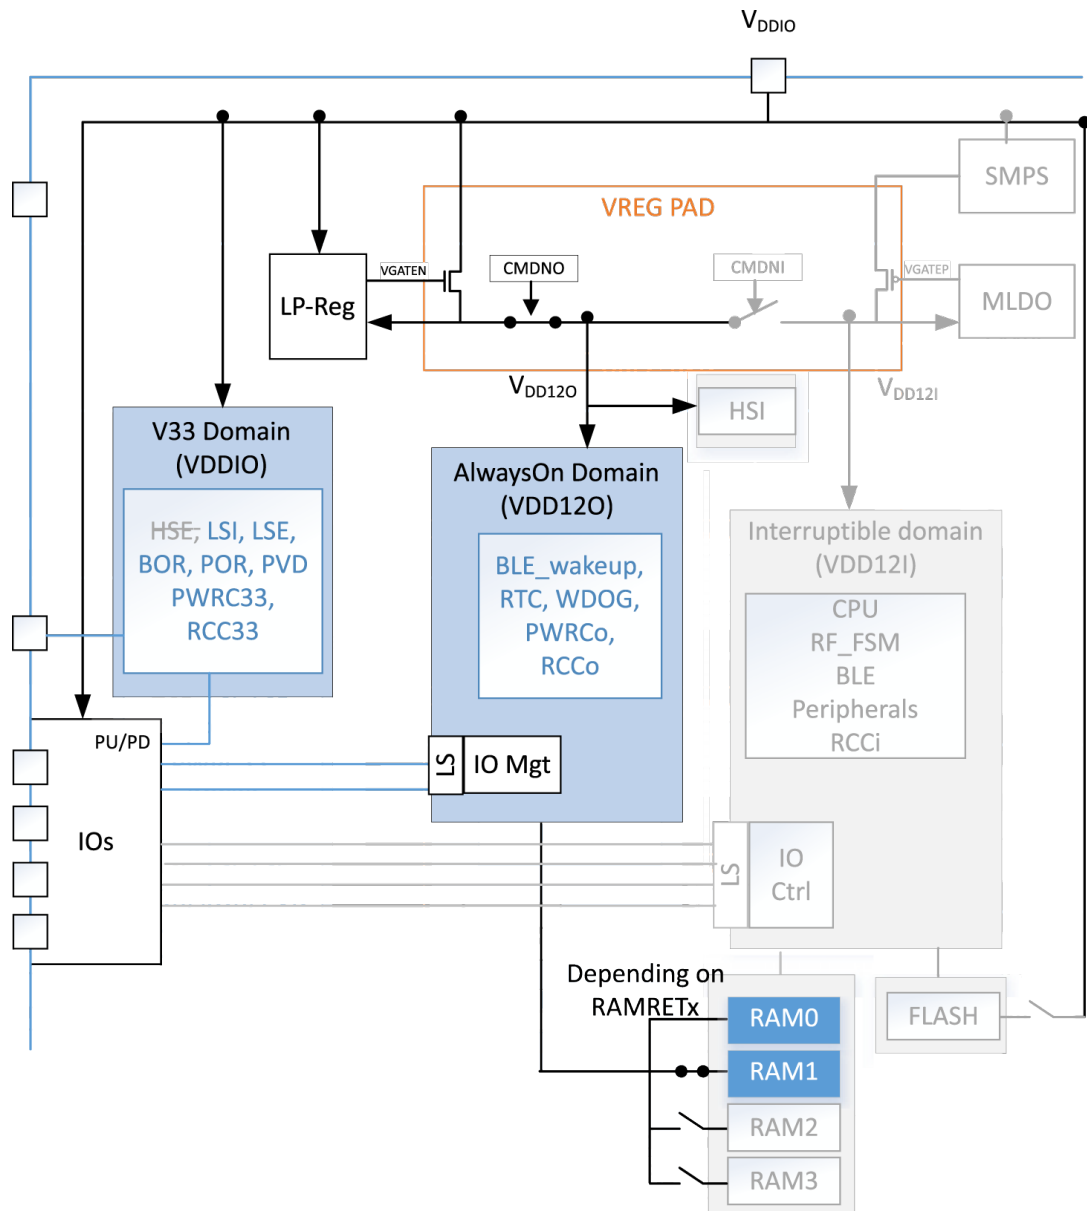 VDDIO
SMPS
VREG PAD
VGATEN
CMDNO
CMDNI
VGATEP
LP-Reg
MLDO
VDD12O
VDD12I
HSI
V33 Domain
(VDDIO)
HSE, LSI, LSE,
BOR, POR, PVD
PWRC33,
RCC33
AlwaysOn Domain
(VDD12O)
BLE_wakeup,
RTC, WDOG,
PWRCo,
RCCo
Interruptible domain
(VDD12I)
CPU
RF_FSM
BLE
Peripherals
RCCi
PU/PD
IOs
LS
IO Mgt
LS
IO
Ctrl
Depending on
RAMRETx
RAM0
RAM1
RAM2
RAM3
FLASH